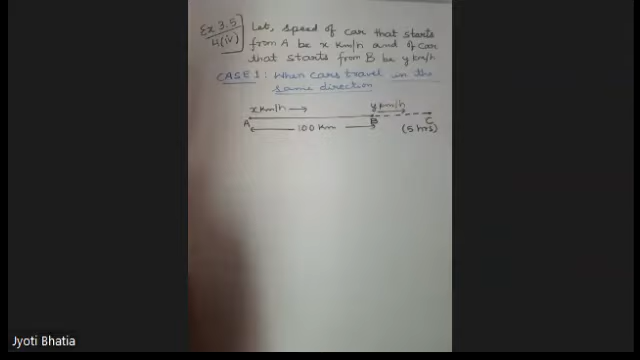 Ex 3.5
4(iv)
Let, speed of car that starts
from A be x km/h and of car
that starts from B be y km/h
CASE 1: When cars travel in the
same direction
x km/h → y km/h
A B C
100 Km (5 hrs)
Jyoti Bhatia